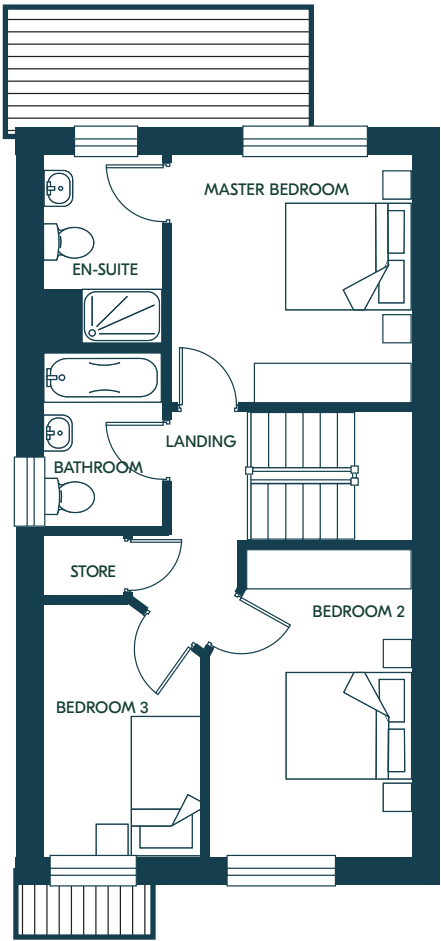 MASTER BEDROOM
EN-SUITE
LANDING
BATHROOM
STORE
BEDROOM 2
BEDROOM 3